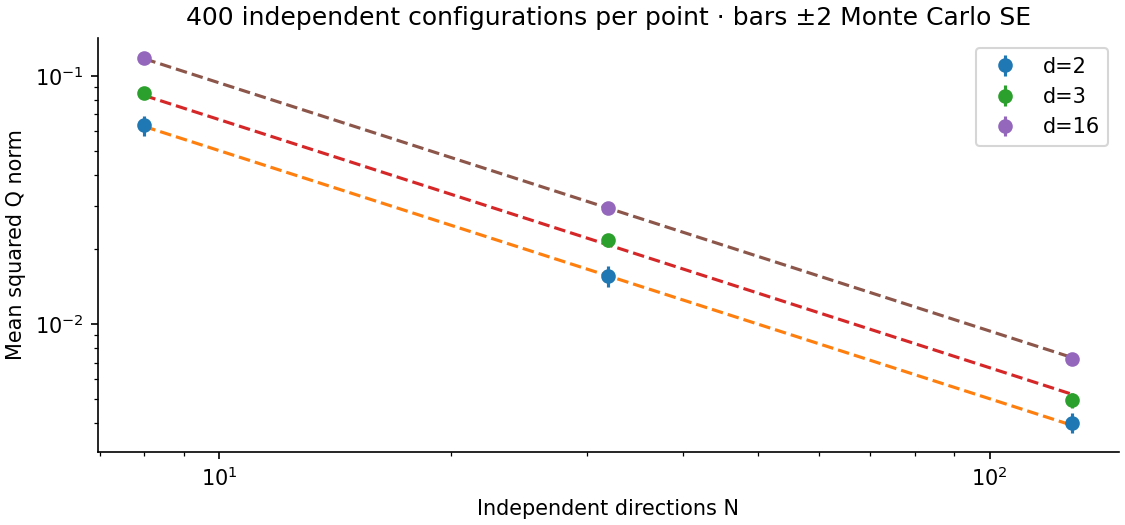 400 independent configurations per point · bars ±2 Monte Carlo SE
d=2
d=3
d=16
Mean squared Q norm
10⁻¹
10⁻²
10¹
10²
Independent directions N